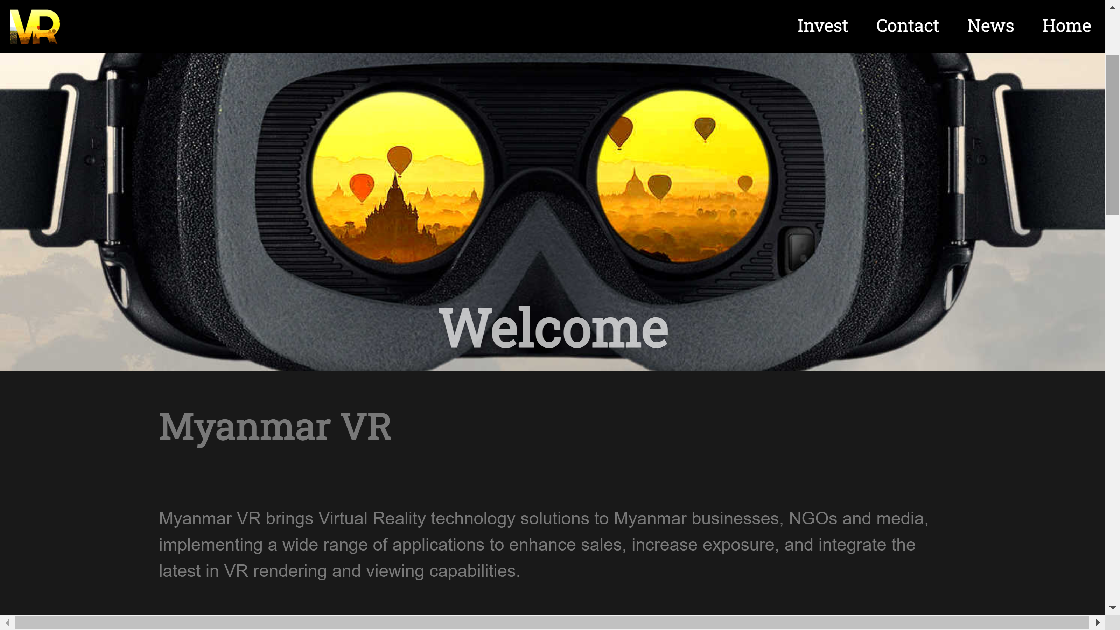 MVR
Invest
Contact
News
Home
Welcome
Myanmar VR
Myanmar VR brings Virtual Reality technology solutions to Myanmar businesses, NGOs and media,
implementing a wide range of applications to enhance sales, increase exposure, and integrate the
latest in VR rendering and viewing capabilities.